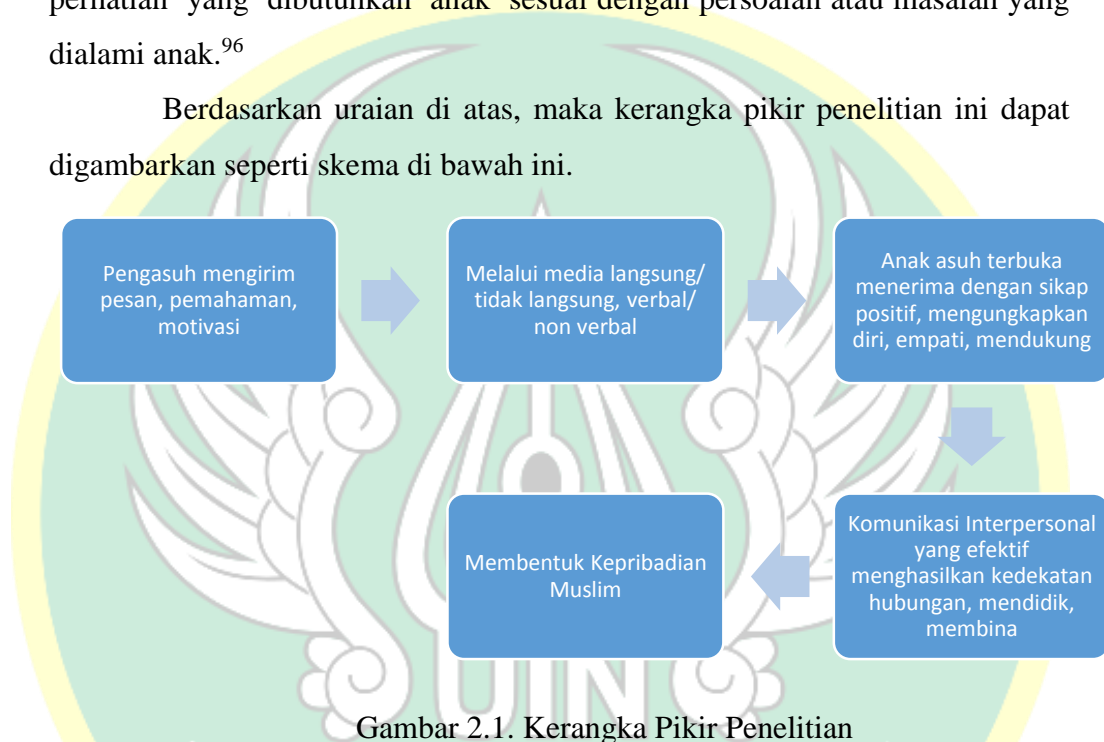 perhatian yang dibutuhkan anak sesuai dengan persoalan atau masalah yang
dialami anak.96
Berdasarkan uraian di atas, maka kerangka pikir penelitian ini dapat
digambarkan seperti skema di bawah ini.
Pengasuh mengirim
pesan, pemahaman,
motivasi
Melalui media langsung/
tidak langsung, verbal/
non verbal
Anak asuh terbuka
menerima dengan sikap
positif, mengungkapkan
diri, empati, mendukung
Komunikasi Interpersonal
yang efektif
menghasilkan kedekatan
hubungan, mendidik,
membina
Membentuk Kepribadian
Muslim
UIN
Gambar 2.1. Kerangka Pikir Penelitian